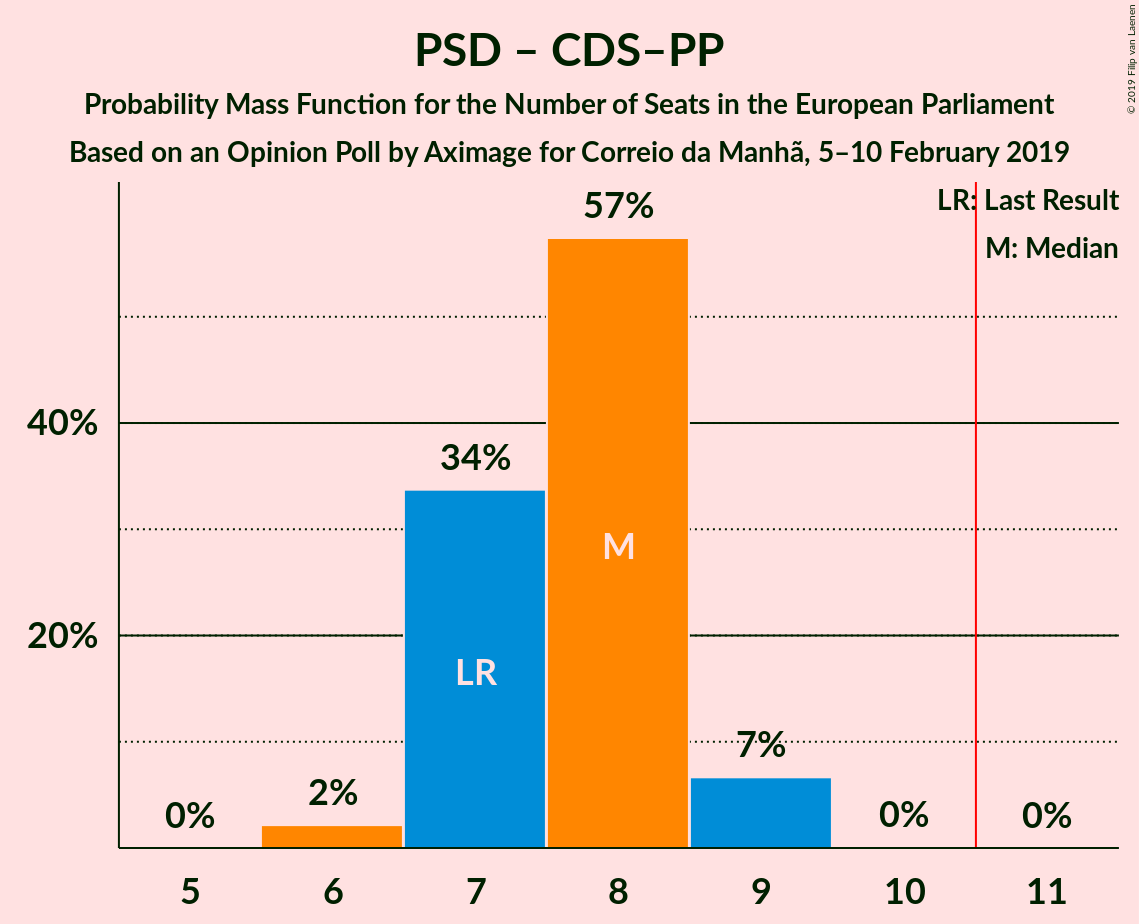 PSD – CDS–PP
Probability Mass Function for the Number of Seats in the European Parliament
Based on an Opinion Poll by Aximage for Correio da Manhã, 5–10 February 2019
© 2019 Filip van Laenen
LR: Last Result
M: Median
57%
40%
34%
M
20%
LR
7%
2%
0%
0%
0%
5
6
7
8
9
10
11